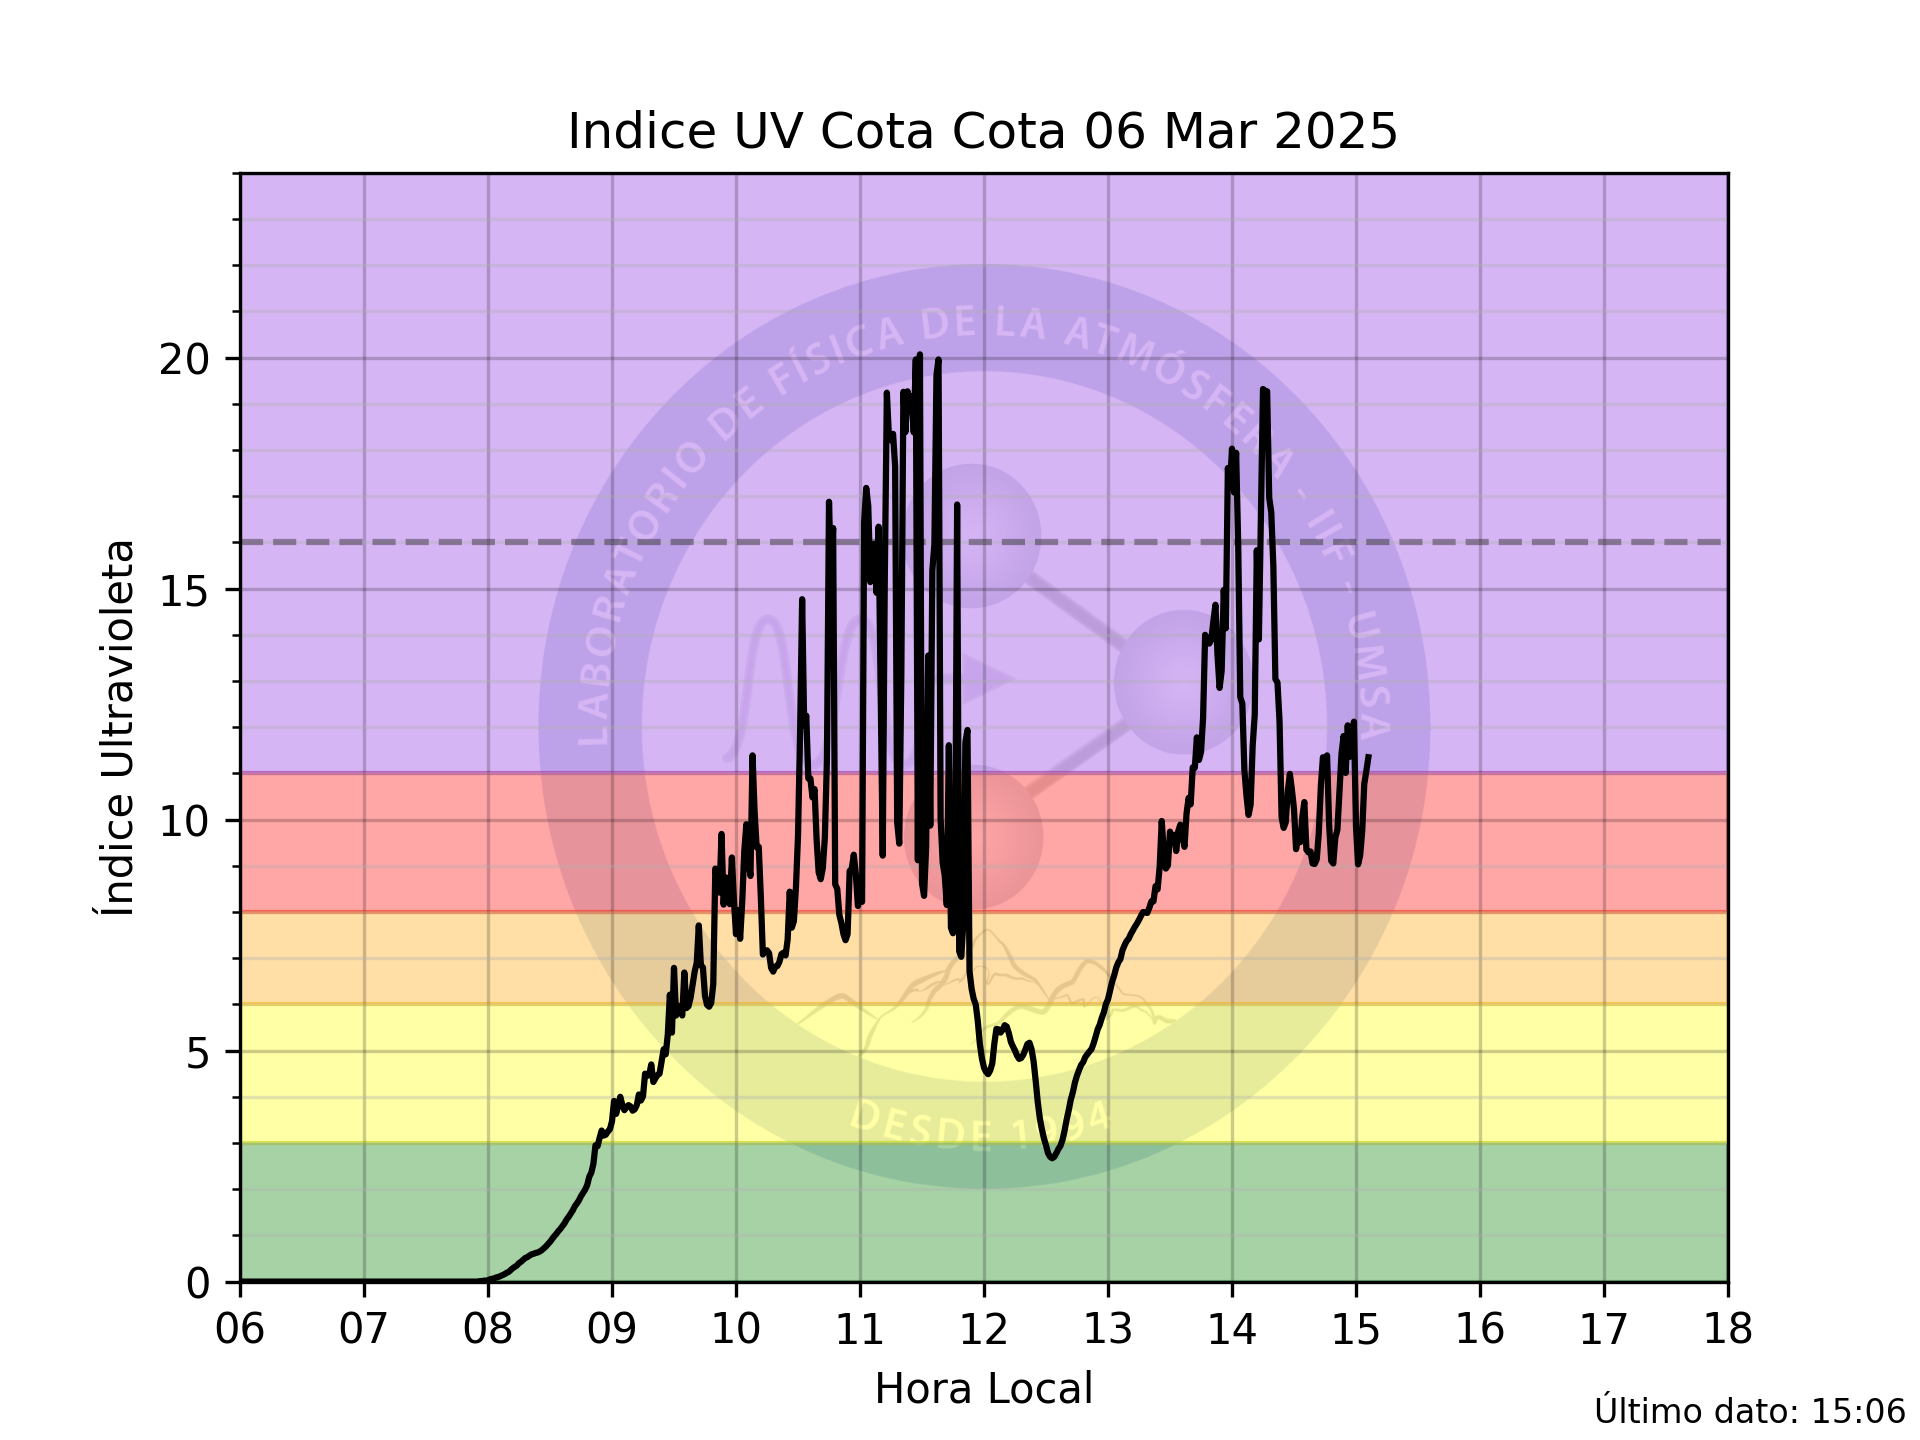 Indice UV Cota Cota 06 Mar 2025
20
15
10
5
0
Índice Ultravioleta
LABORATORIO DE FÍSICA DE LA ATMÓSFERA - IIF - UMSA
DESDE 1994
06 07 08 09 10 11 12 13 14 15 16 17 18
Hora Local
Último dato: 15:06